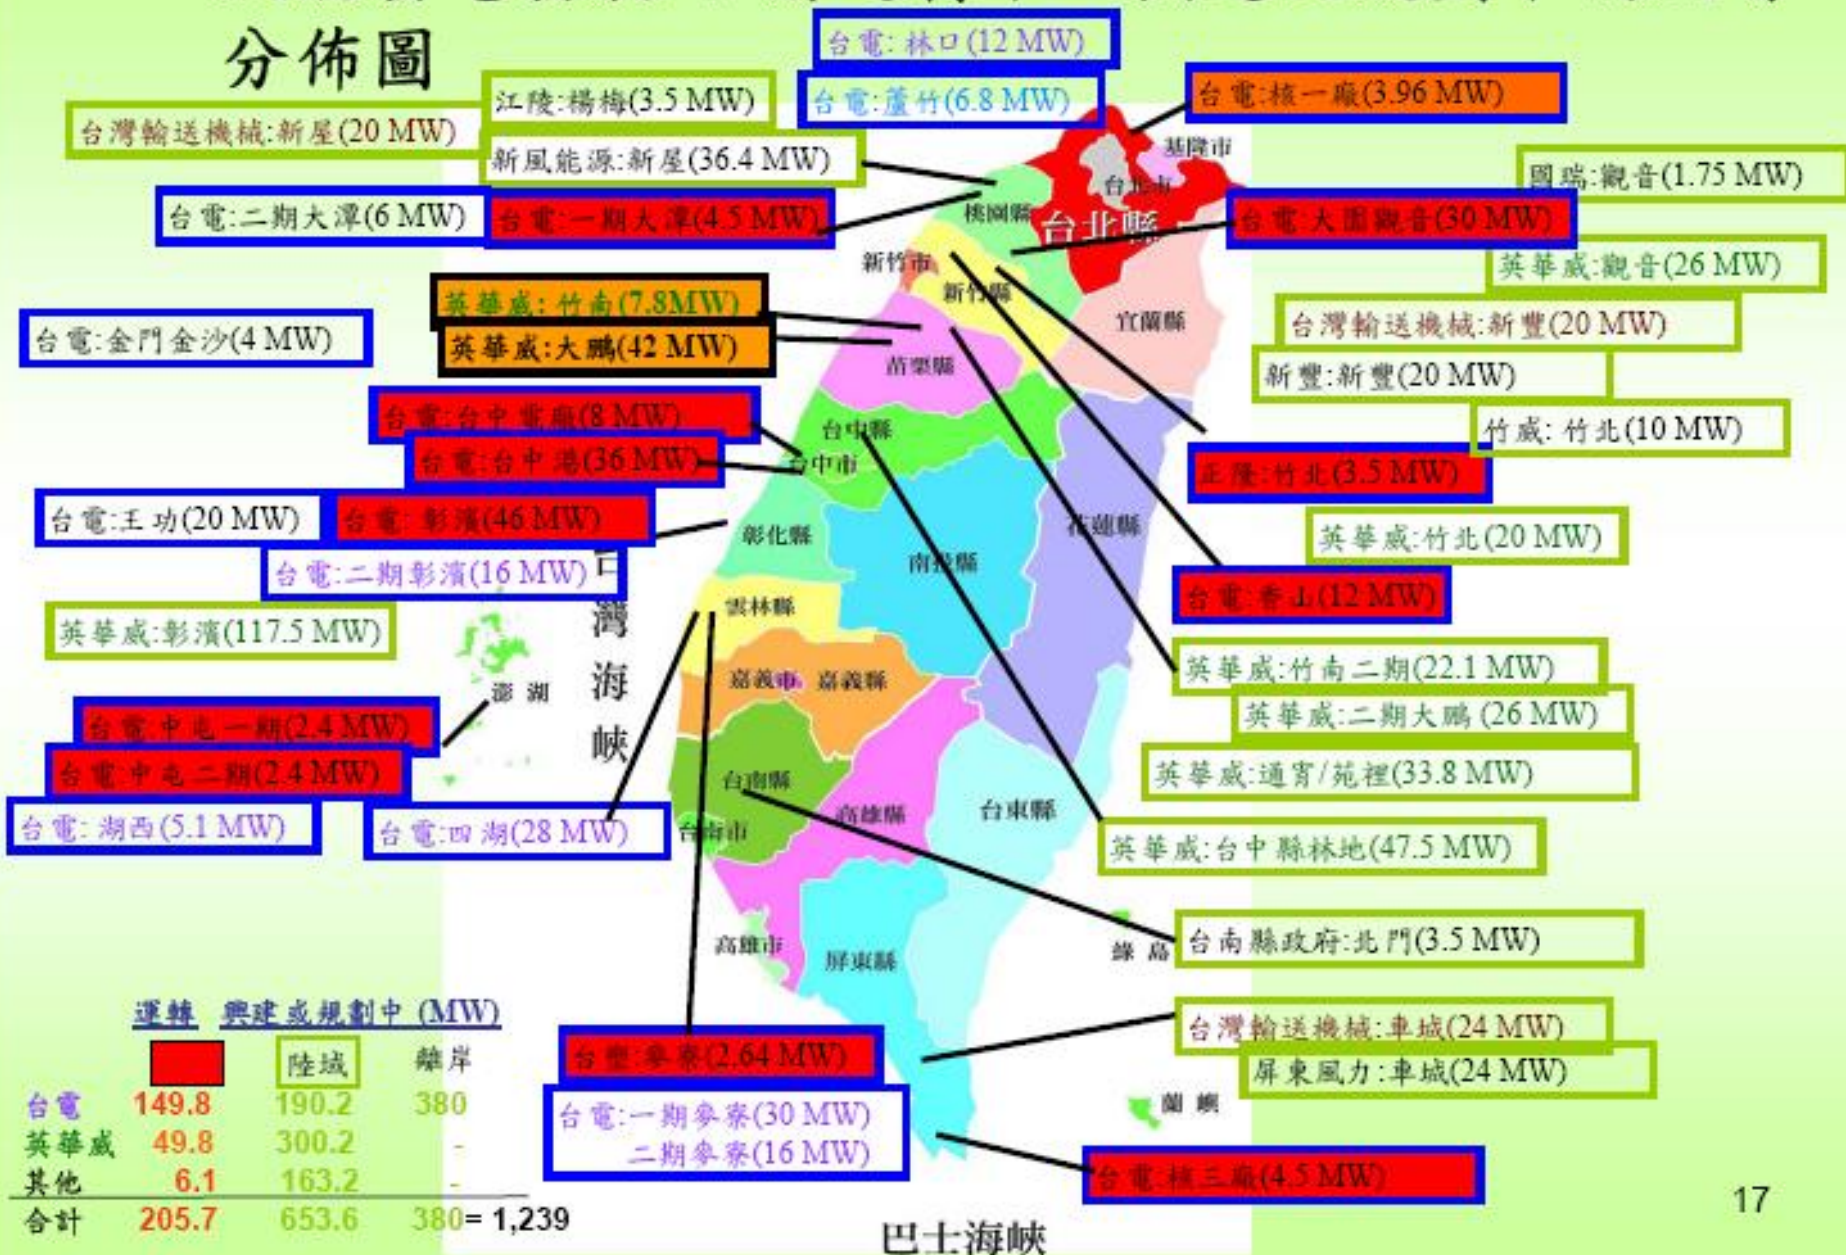 分佈圖
台電: 林口(12 MW)
台電:蘆竹(6.8 MW)
江陵:楊梅(3.5 MW)
台灣輸送機械:新屋(20 MW)
新風能源:新屋(36.4 MW)
台電:核一廠(3.96 MW)
基隆市
台北市
國瑞:觀音(1.75 MW)
台電:二期大潭(6 MW)
台電:一期大潭(4.5 MW)
桃園縣
台北縣
台電:大園觀音(30 MW)
新竹市
新竹縣
英華威:觀音(26 MW)
英華威: 竹南(7.8MW)
台電:金門金沙(4 MW)
英華威:大鵬(42 MW)
宜蘭縣
台灣輸送機械:新豐(20 MW)
苗栗縣
新豐:新豐(20 MW)
台電:台中電廠(8 MW)
台中縣
竹威: 竹北(10 MW)
台電:台中港(36 MW)
台中市
正隆:竹北(3.5 MW)
台電:王功(20 MW)
台電: 彰濱(46 MW)
彰化縣
花蓮縣
英華威:竹北(20 MW)
台電:二期彰濱(16 MW)
南投縣
台電:香山(12 MW)
英華威:彰濱(117.5 MW)
雲林縣
台灣海峽
英華威:竹南二期(22.1 MW)
嘉義市
嘉義縣
澎湖
英華威:二期大鵬 (26 MW)
台電:中屯一期(2.4 MW)
台電:中屯二期(2.4 MW)
英華威:通宵/苑裡(33.8 MW)
台南縣
台電: 湖西(5.1 MW)
台電:四湖(28 MW)
台南市
高雄縣
台東縣
英華威:台中縣林地(47.5 MW)
高雄市
屏東縣
綠島
台南縣政府:北門(3.5 MW)
台灣輸送機械:車城(24 MW)
屏東風力:車城(24 MW)
台塑:麥寮(2.64 MW)
台電:一期麥寮(30 MW)
二期麥寮(16 MW)
蘭嶼
台電:核三廠(4.5 MW)
運轉 興建或規劃中 (MW)
陸域 離岸
台電 149.8 190.2 380
英華威 49.8 300.2 -
其他 6.1 163.2 -
合計 205.7 653.6 380= 1,239
巴士海峽
17